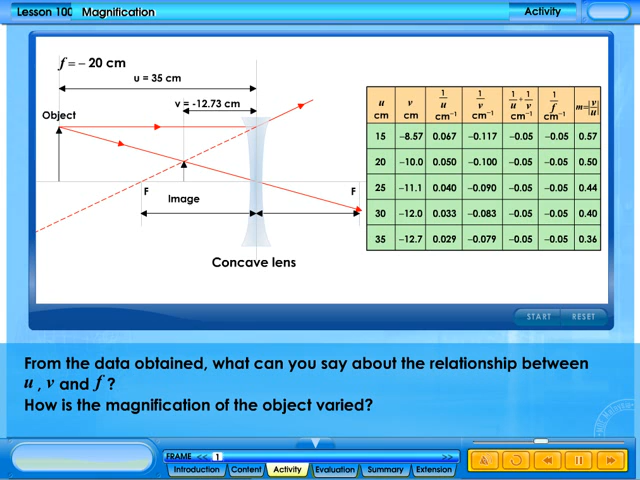 Lesson 100 Magnification Activity
f = – 20 cm
u = 35 cm
v = -12.73 cm
Object
F F
Image
Concave lens
u cm v cm 1/u cm⁻¹ 1/v cm⁻¹ 1/u + 1/v cm⁻¹ 1/f cm⁻¹ m=|v/u|
15 –8.57 0.067 –0.117 –0.05 –0.05 0.57
20 –10.0 0.050 –0.100 –0.05 –0.05 0.50
25 –11.1 0.040 –0.090 –0.05 –0.05 0.44
30 –12.0 0.033 –0.083 –0.05 –0.05 0.40
35 –12.7 0.029 –0.079 –0.05 –0.05 0.36
START RESET
From the data obtained, what can you say about the relationship between
u , v and f ?
How is the magnification of the object varied?
FRAME << 1 >>
Introduction Content Activity Evaluation Summary Extension